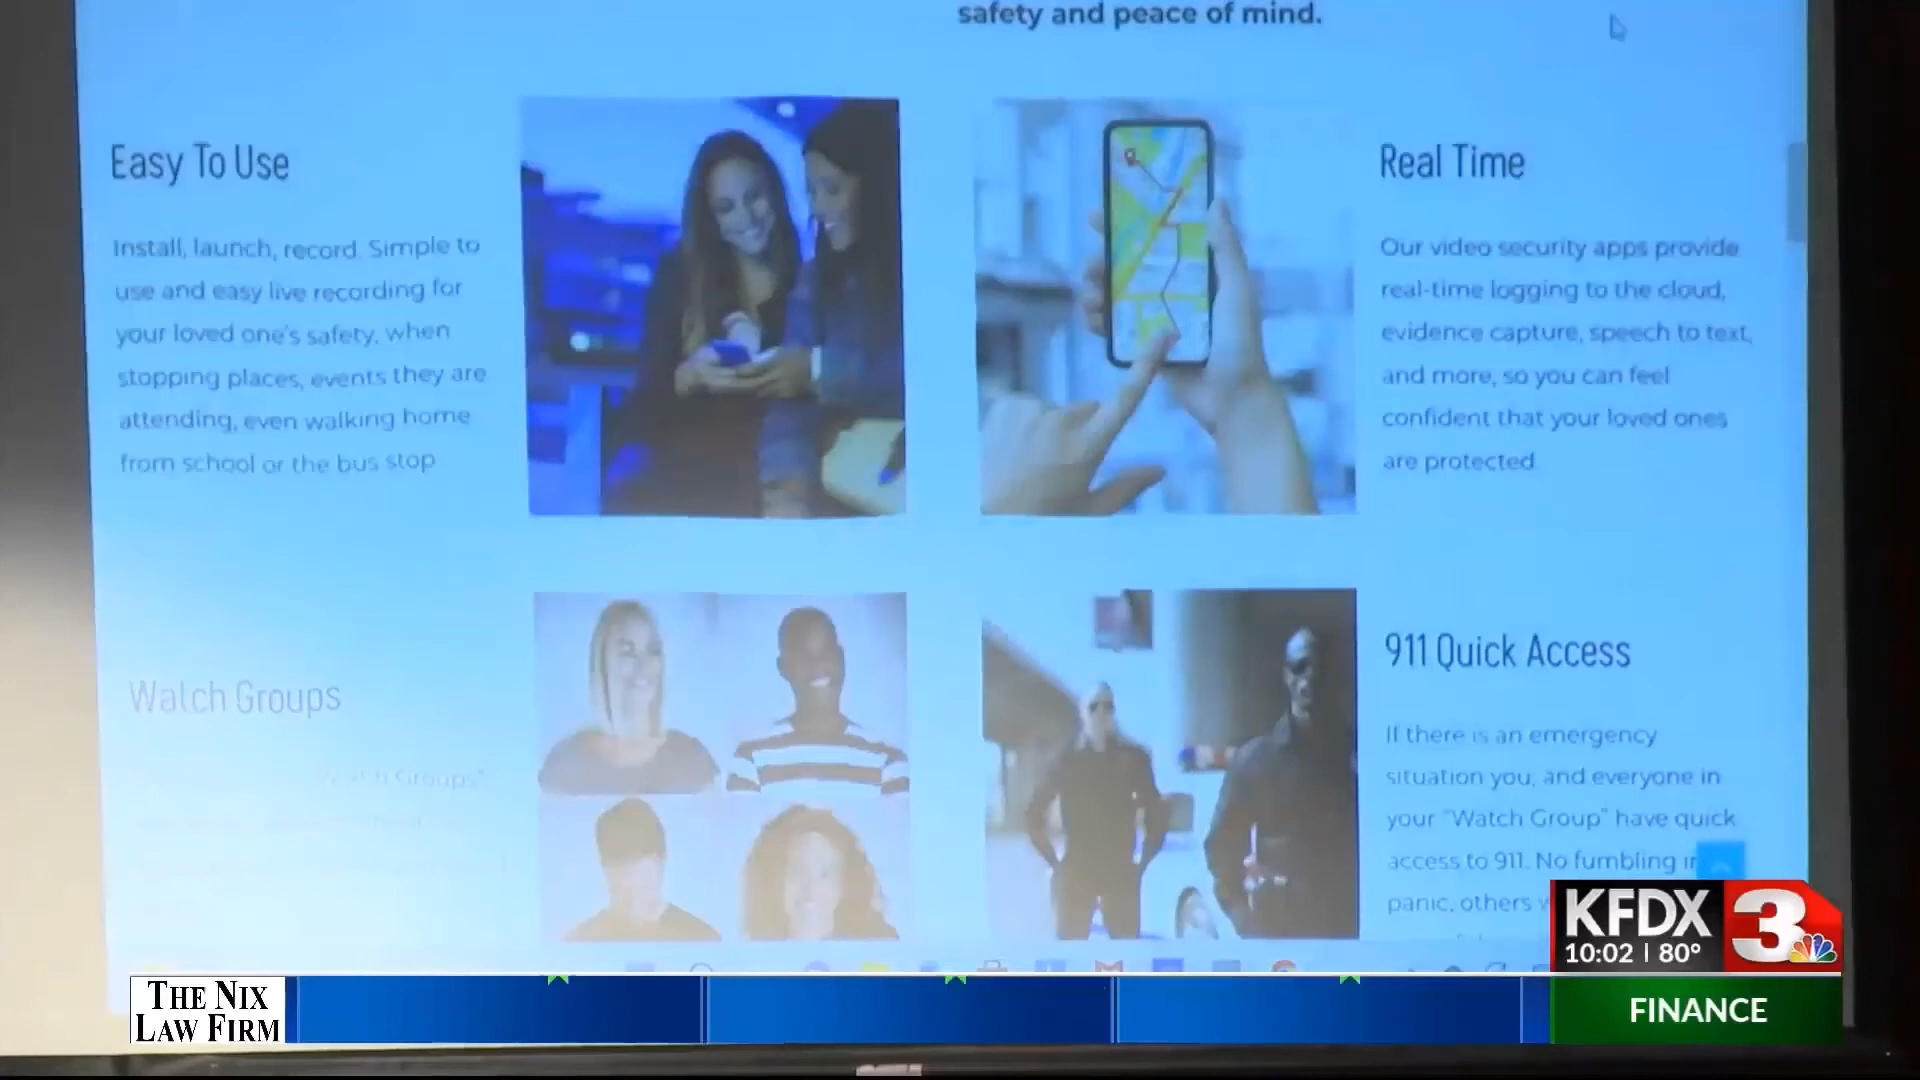 safety and peace of mind.
Easy To Use
Install, launch, record. Simple to
use and easy live recording for
your loved one's safety, when
stopping places, events they are
attending, even walking home
from school or the bus stop
Real Time
Our video security apps provide
real-time logging to the cloud,
evidence capture, speech to text,
and more, so you can feel
confident that your loved ones
are protected.
Watch Groups
Watch Groups"
911 Quick Access
If there is an emergency
situation you, and everyone in
your "Watch Group" have quick
access to 911. No fumbling in
panic, others
KFDX 3
10:02 | 80°
THE NIX
LAW FIRM
FINANCE